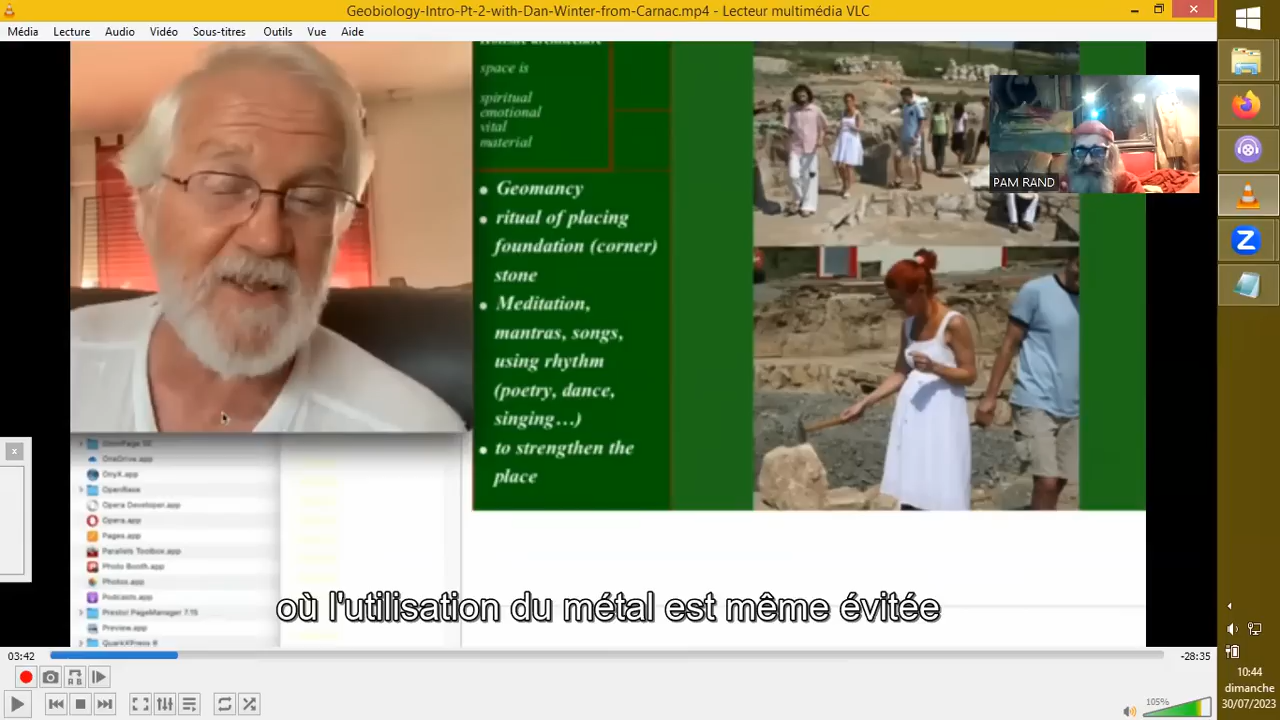 Geobiology-Intro-Pt-2-with-Dan-Winter-from-Carnac.mp4 - Lecteur multimédia VLC
Média Lecture Audio Vidéo Sous-titres Outils Vue Aide
space is
spiritual
emotional
vital
material
Geomancy
ritual of placing
foundation (corner)
stone
Meditation,
mantras, songs,
using rhythm
(poetry, dance,
singing…)
to strengthen the
place
PAM RAND
OneDrive.app
OnyX.app
OpenBase
Opera Developer.app
Opera.app
Pages.app
Parallels Toolbox.app
Photo Booth.app
Photos.app
Podcasts.app
Prestor PageManager 7.15
Preview.app
QuarkXPress 8
où l'utilisation du métal est même évitée
03:42
-28:35
105%
10:44
dimanche
30/07/2023